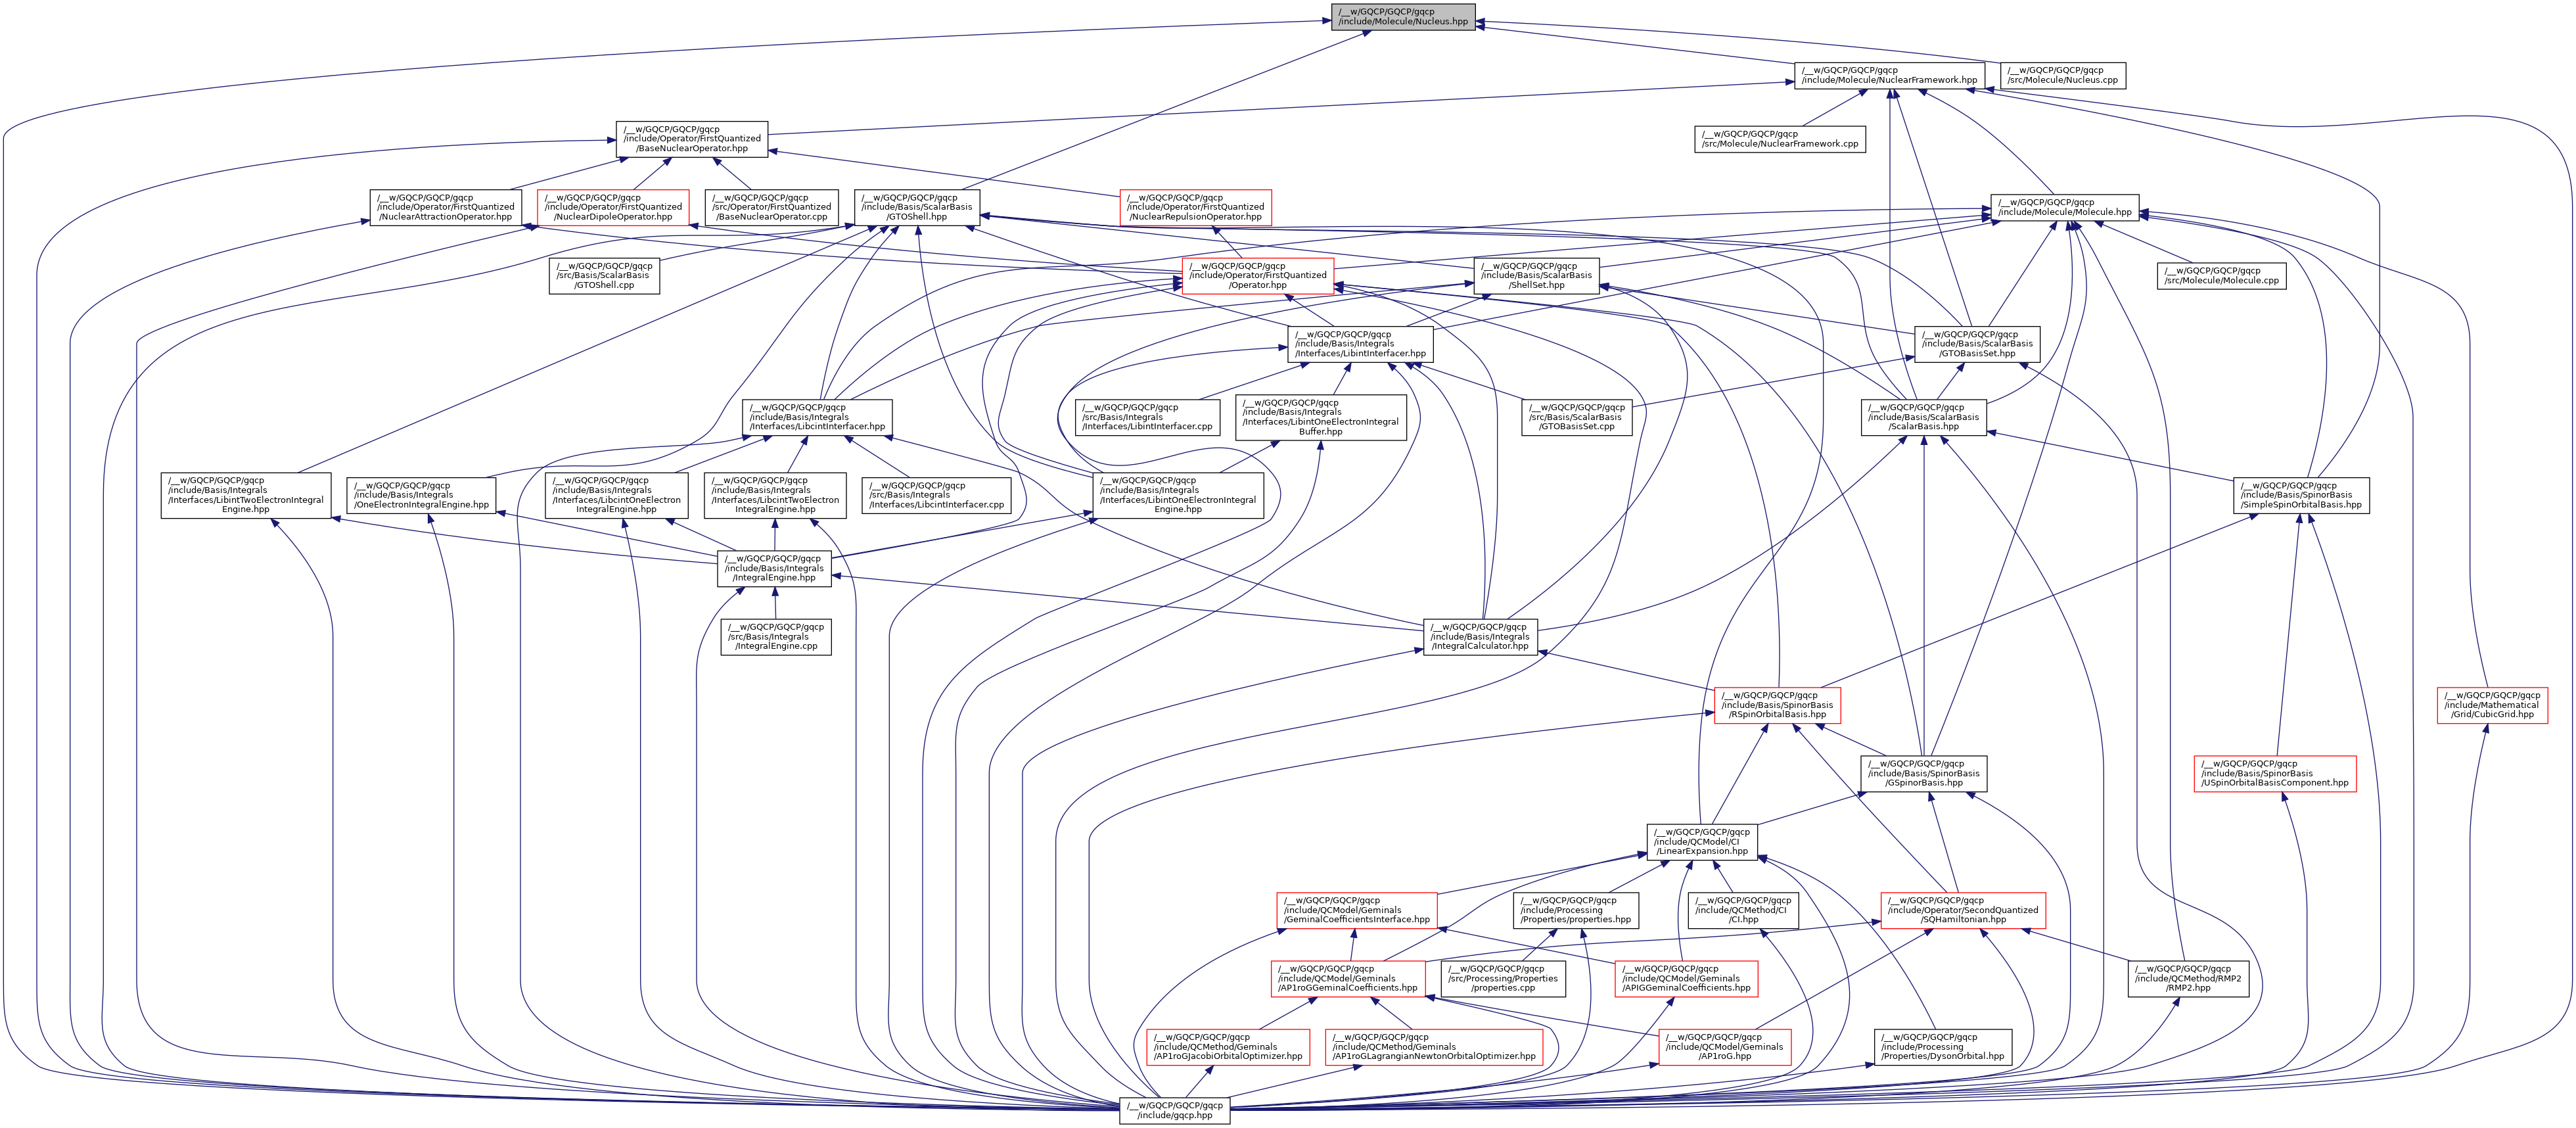 /__w/GQCP/GQCP/gqcp
/include/Molecule/Nucleus.hpp
/__w/GQCP/GQCP/gqcp
/include/Molecule/NuclearFramework.hpp
/__w/GQCP/GQCP/gqcp
/src/Molecule/Nucleus.cpp
/__w/GQCP/GQCP/gqcp
/include/Operator/FirstQuantized
/BaseNuclearOperator.hpp
/__w/GQCP/GQCP/gqcp
/src/Molecule/NuclearFramework.cpp
/__w/GQCP/GQCP/gqcp
/include/Operator/FirstQuantized
/NuclearAttractionOperator.hpp
/__w/GQCP/GQCP/gqcp
/include/Operator/FirstQuantized
/NuclearDipoleOperator.hpp
/__w/GQCP/GQCP/gqcp
/src/Operator/FirstQuantized
/BaseNuclearOperator.cpp
/__w/GQCP/GQCP/gqcp
/include/Basis/ScalarBasis
/GTOShell.hpp
/__w/GQCP/GQCP/gqcp
/include/Operator/FirstQuantized
/NuclearRepulsionOperator.hpp
/__w/GQCP/GQCP/gqcp
/include/Molecule/Molecule.hpp
/__w/GQCP/GQCP/gqcp
/src/Basis/ScalarBasis
/GTOShell.cpp
/__w/GQCP/GQCP/gqcp
/include/Operator/FirstQuantized
/Operator.hpp
/__w/GQCP/GQCP/gqcp
/include/Basis/ScalarBasis
/ShellSet.hpp
/__w/GQCP/GQCP/gqcp
/src/Molecule/Molecule.cpp
/__w/GQCP/GQCP/gqcp
/include/Basis/Integrals
/Interfaces/LibintInterfacer.hpp
/__w/GQCP/GQCP/gqcp
/include/Basis/ScalarBasis
/GTOBasisSet.hpp
/__w/GQCP/GQCP/gqcp
/include/Basis/Integrals
/Interfaces/LibcintInterfacer.hpp
/__w/GQCP/GQCP/gqcp
/src/Basis/Integrals
/Interfaces/LibintInterfacer.cpp
/__w/GQCP/GQCP/gqcp
/include/Basis/Integrals
/Interfaces/LibintOneElectronIntegral
Buffer.hpp
/__w/GQCP/GQCP/gqcp
/src/Basis/ScalarBasis
/GTOBasisSet.cpp
/__w/GQCP/GQCP/gqcp
/include/Basis/ScalarBasis
/ScalarBasis.hpp
/__w/GQCP/GQCP/gqcp
/include/Basis/Integrals
/Interfaces/LibintTwoElectronIntegral
Engine.hpp
/__w/GQCP/GQCP/gqcp
/include/Basis/Integrals
/OneElectronIntegralEngine.hpp
/__w/GQCP/GQCP/gqcp
/include/Basis/Integrals
/Interfaces/LibcintOneElectron
IntegralEngine.hpp
/__w/GQCP/GQCP/gqcp
/include/Basis/Integrals
/Interfaces/LibcintTwoElectron
IntegralEngine.hpp
/__w/GQCP/GQCP/gqcp
/src/Basis/Integrals
/Interfaces/LibcintInterfacer.cpp
/__w/GQCP/GQCP/gqcp
/include/Basis/Integrals
/Interfaces/LibintOneElectronIntegral
Engine.hpp
/__w/GQCP/GQCP/gqcp
/include/Basis/SpinorBasis
/SimpleSpinOrbitalBasis.hpp
/__w/GQCP/GQCP/gqcp
/include/Basis/Integrals
/IntegralEngine.hpp
/__w/GQCP/GQCP/gqcp
/src/Basis/Integrals
/IntegralEngine.cpp
/__w/GQCP/GQCP/gqcp
/include/Basis/Integrals
/IntegralCalculator.hpp
/__w/GQCP/GQCP/gqcp
/include/Basis/SpinorBasis
/RSpinOrbitalBasis.hpp
/__w/GQCP/GQCP/gqcp
/include/Mathematical
/Grid/CubicGrid.hpp
/__w/GQCP/GQCP/gqcp
/include/Basis/SpinorBasis
/GSpinorBasis.hpp
/__w/GQCP/GQCP/gqcp
/include/Basis/SpinorBasis
/USpinOrbitalBasisComponent.hpp
/__w/GQCP/GQCP/gqcp
/include/QCModel/CI
/LinearExpansion.hpp
/__w/GQCP/GQCP/gqcp
/include/QCModel/Geminals
/GeminalCoefficientsInterface.hpp
/__w/GQCP/GQCP/gqcp
/include/Processing
/Properties/properties.hpp
/__w/GQCP/GQCP/gqcp
/include/QCMethod/CI
/CI.hpp
/__w/GQCP/GQCP/gqcp
/include/Operator/SecondQuantized
/SQHamiltonian.hpp
/__w/GQCP/GQCP/gqcp
/include/QCModel/Geminals
/AP1roGGeminalCoefficients.hpp
/__w/GQCP/GQCP/gqcp
/src/Processing/Properties
/properties.cpp
/__w/GQCP/GQCP/gqcp
/include/QCModel/Geminals
/APIGGeminalCoefficients.hpp
/__w/GQCP/GQCP/gqcp
/include/QCMethod/RMP2
/RMP2.hpp
/__w/GQCP/GQCP/gqcp
/include/QCMethod/Geminals
/AP1roGJacobiOrbitalOptimizer.hpp
/__w/GQCP/GQCP/gqcp
/include/QCMethod/Geminals
/AP1roGLagrangianNewtonOrbitalOptimizer.hpp
/__w/GQCP/GQCP/gqcp
/include/QCModel/Geminals
/AP1roG.hpp
/__w/GQCP/GQCP/gqcp
/include/Processing
/Properties/DysonOrbital.hpp
/__w/GQCP/GQCP/gqcp
/include/gqcp.hpp